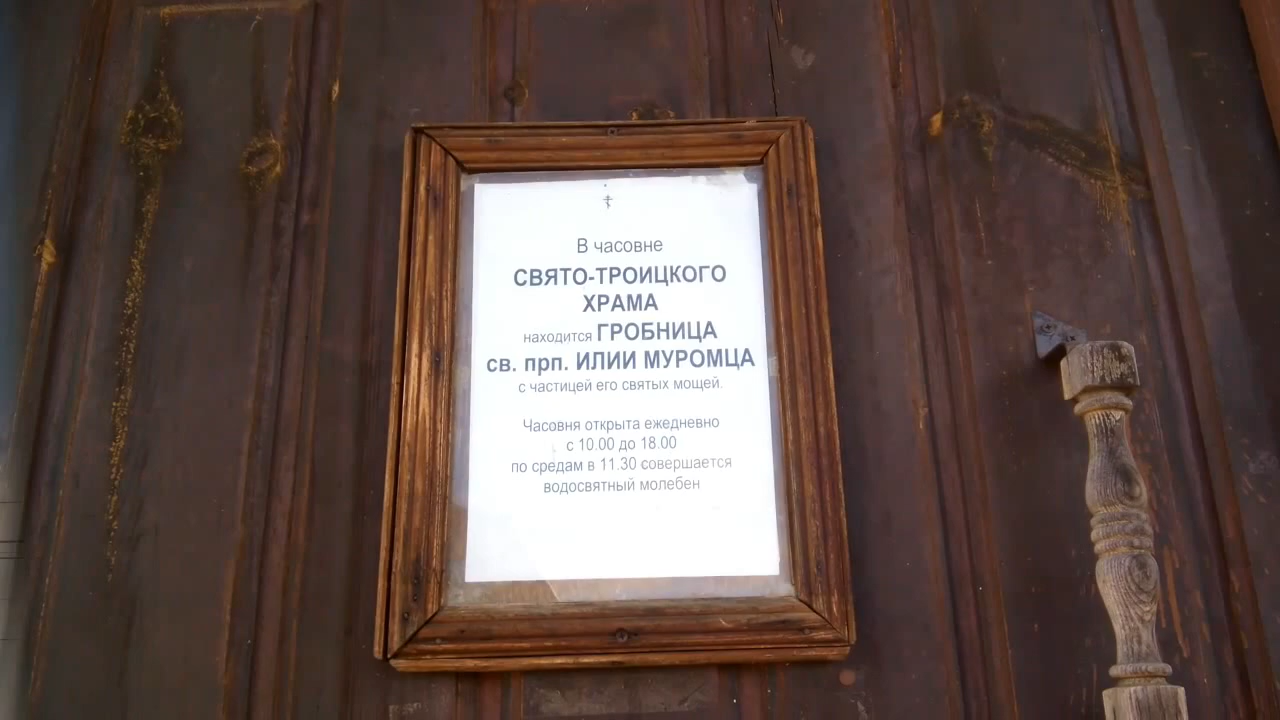 В часовне
СВЯТО-ТРОИЦКОГО
ХРАМА
находится ГРОБНИЦА
св. прп. ИЛИИ МУРОМЦА
с частицей его святых мощей.
Часовня открыта ежедневно
с 10.00 до 18.00
по средам в 11.30 совершается
водосвятный молебен